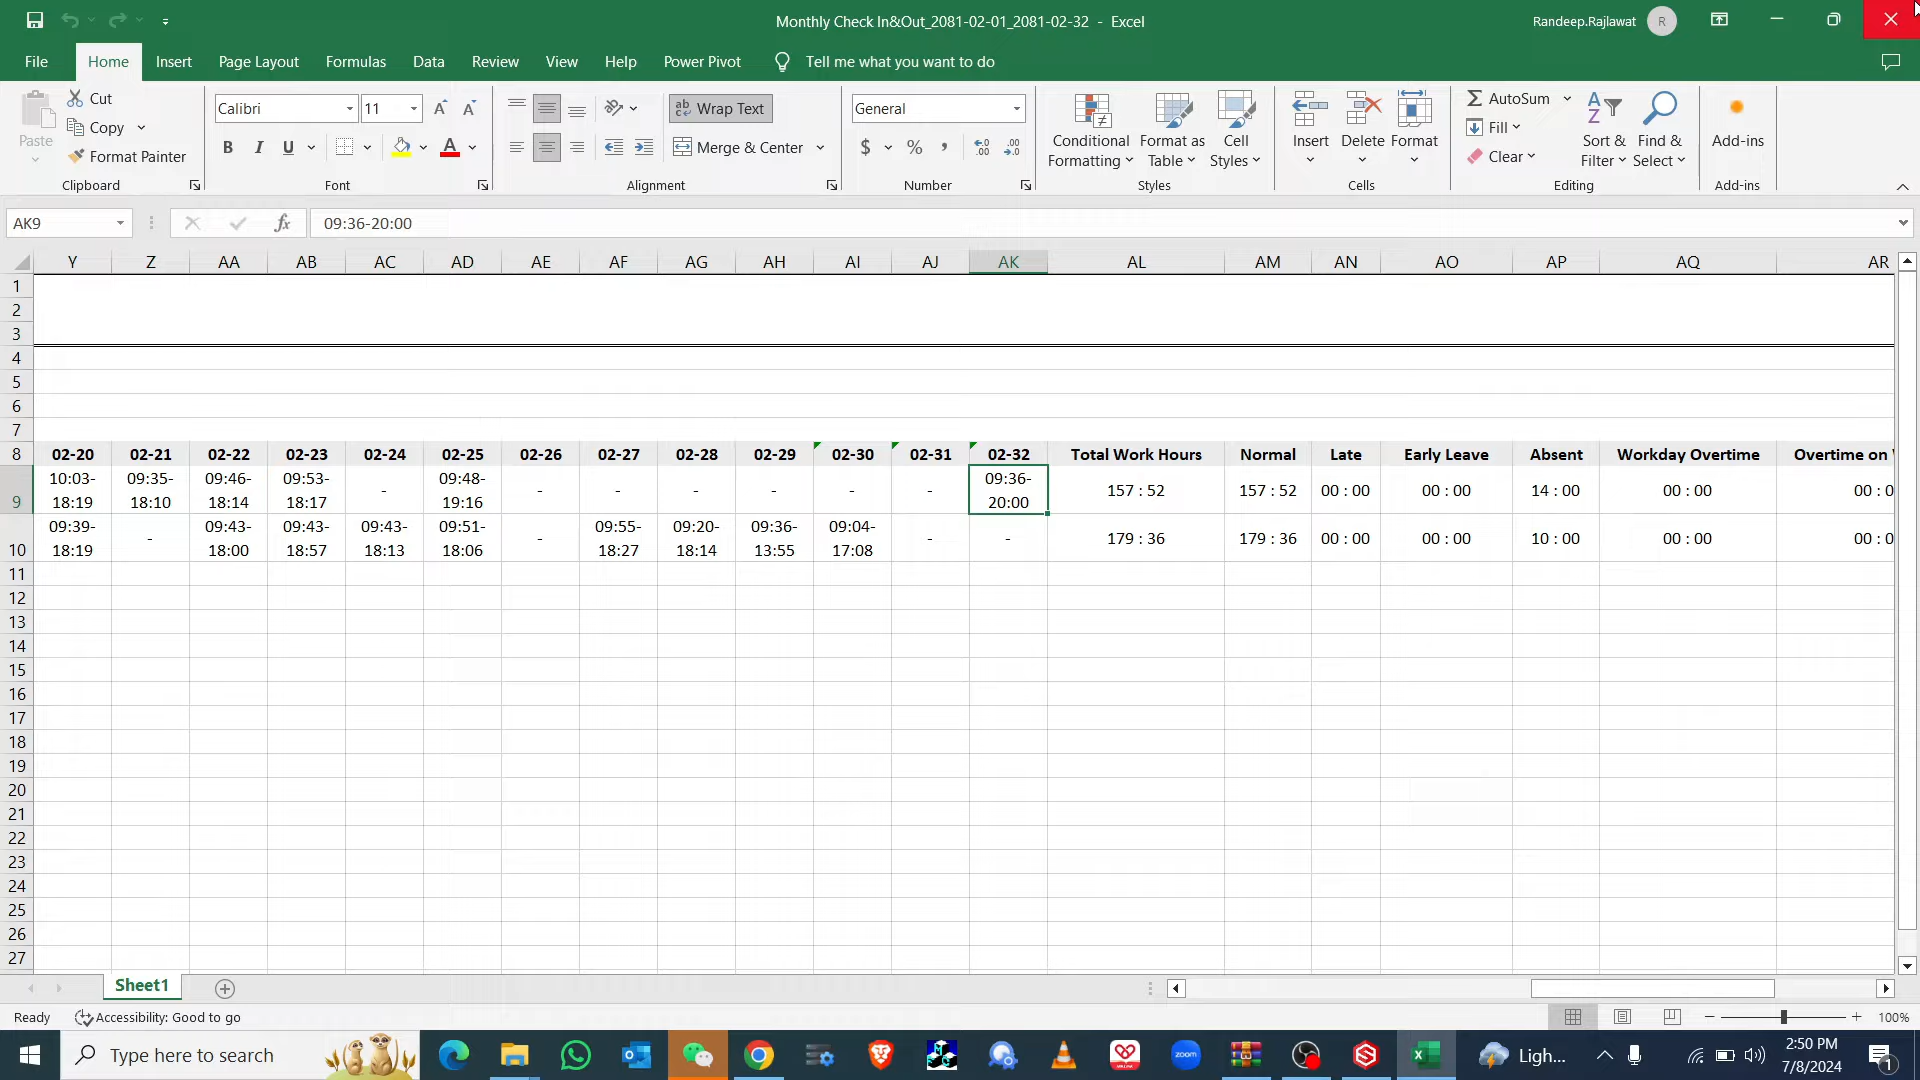 Monthly Check In&Out_2081-02-01_2081-02-32 - Excel
Randeep.Rajlawat R
File Home Insert Page Layout Formulas Data Review View Help Power Pivot Tell me what you want to do
Paste Cut
Copy
Format Painter
Clipboard
Calibri 11
B I U A
Font
Wrap Text
Merge & Center
Alignment
General
$ % ,
Number
Conditional Formatting
Format as Table
Cell Styles
Styles
Insert Delete Format
Cells
AutoSum
Fill
Clear
Sort & Filter
Find & Select
Editing
Add-ins
Add-ins
AK9 fx 09:36-20:00
Y Z AA AB AC AD AE AF AG AH AI AJ AK AL AM AN AO AP AQ AR
1
2
3
4
5
6
7
8 02-20 02-21 02-22 02-23 02-24 02-25 02-26 02-27 02-28 02-29 02-30 02-31 02-32 Total Work Hours Normal Late Early Leave Absent Workday Overtime Overtime on
9 10:03-18:19 09:35-18:10 09:46-18:14 09:53-18:17 - 09:48-19:16 - - - - - - 09:36-20:00 157 : 52 157 : 52 00 : 00 00 : 00 14 : 00 00 : 00 00 : 0
10 09:39-18:19 - 09:43-18:00 09:43-18:57 09:43-18:13 09:51-18:06 - 09:55-18:27 09:20-18:14 09:36-13:55 09:04-17:08 - - 179 : 36 179 : 36 00 : 00 00 : 00 10 : 00 00 : 00 00 : 0
11
12
13
14
15
16
17
18
19
20
21
22
23
24
25
26
27
Sheet1
Ready Accessibility: Good to go 100%
Type here to search
zoom
Ligh...
2:50 PM
7/8/2024
1